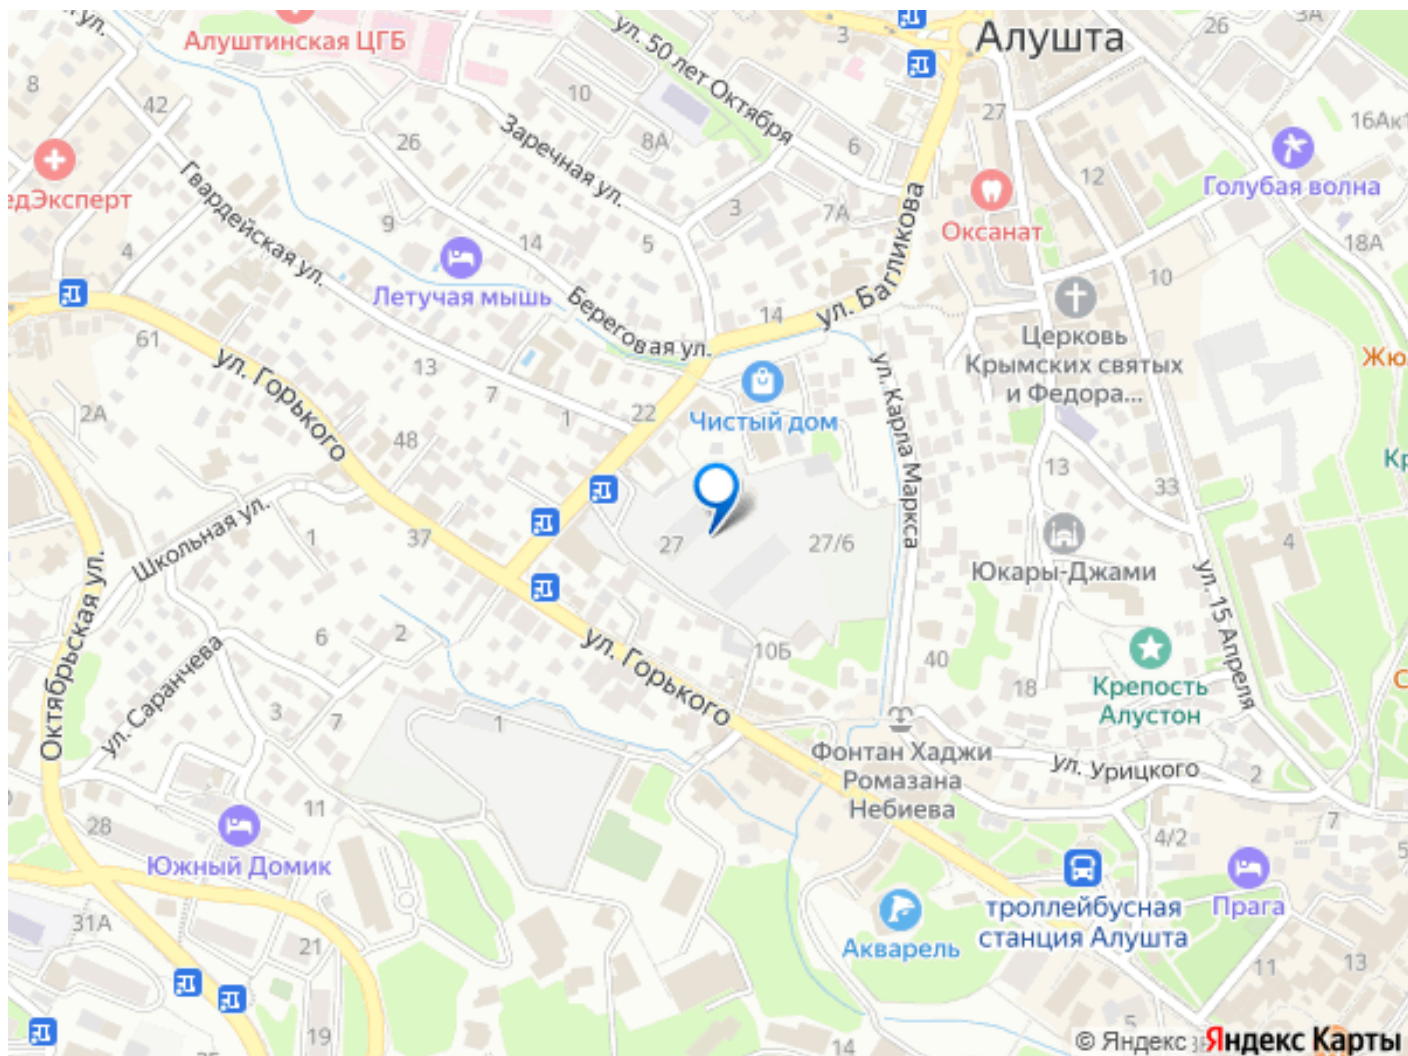 ул.
Алуштинская ЦГБ
ул. 50 лет Октября
3
Алушта
26
3А
8
42
10
8А
6
27
16Ак1
26
Заречная ул.
12
Голубая волна
едЭксперт
Гвардейская ул.
9
3
7А
Оксанат
18А
4
14
5
10
Летучая мышь
Береговая ул.
14
ул. Багликова
Церковь
Крымских святых
и Федора...
61
ул. Горького
13
7
1
22
Чистый дом
ул. Карла Маркса
Жю
2А
48
13
33
Кр
Школьная ул.
1
37
27
27/6
Юкары-Джами
4
ул. 15 Апреля
Октябрьская ул.
ул. Саранчева
6
2
ул. Горького
10Б
40
18
Крепость
Алустон
С
3
7
1
Фонтан Хаджи
Ромазана
Небиева
ул. Урицкого
2
11
28
Южный Домик
4/2
7
5
троллейбусная
станция Алушта
Прага
31А
21
Акварель
11
13
19
14
5
© Яндекс
Яндекс Карты